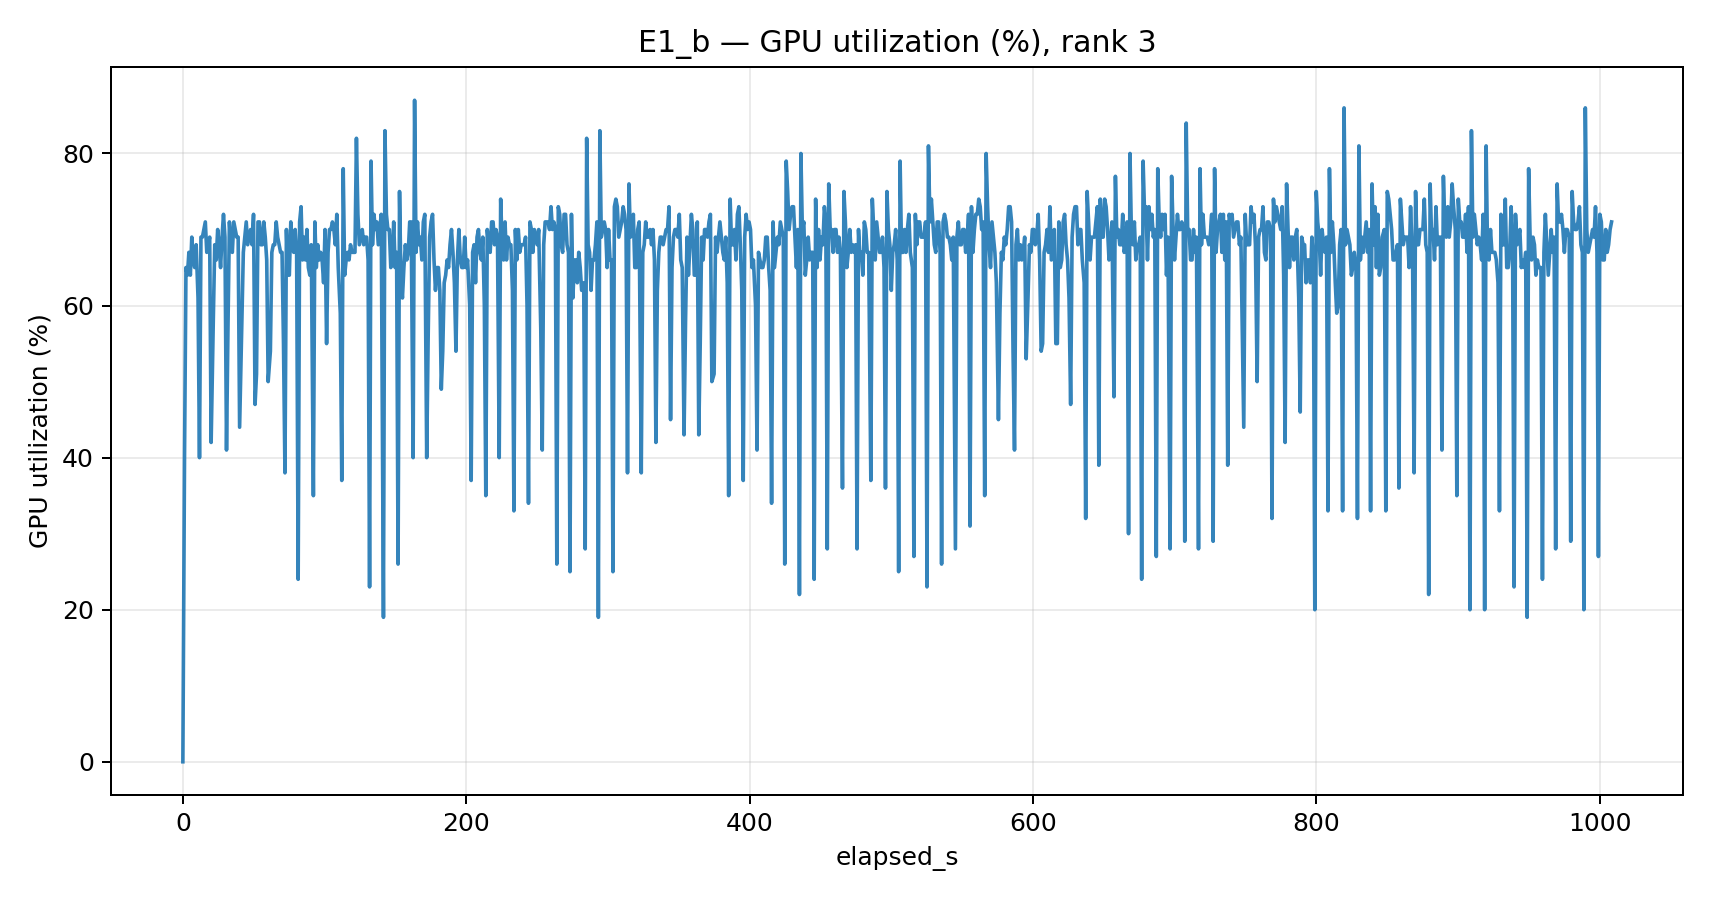 E1_b — GPU utilization (%), rank 3
GPU utilization (%)
80
60
40
20
0
0 200 400 600 800 1000
elapsed_s